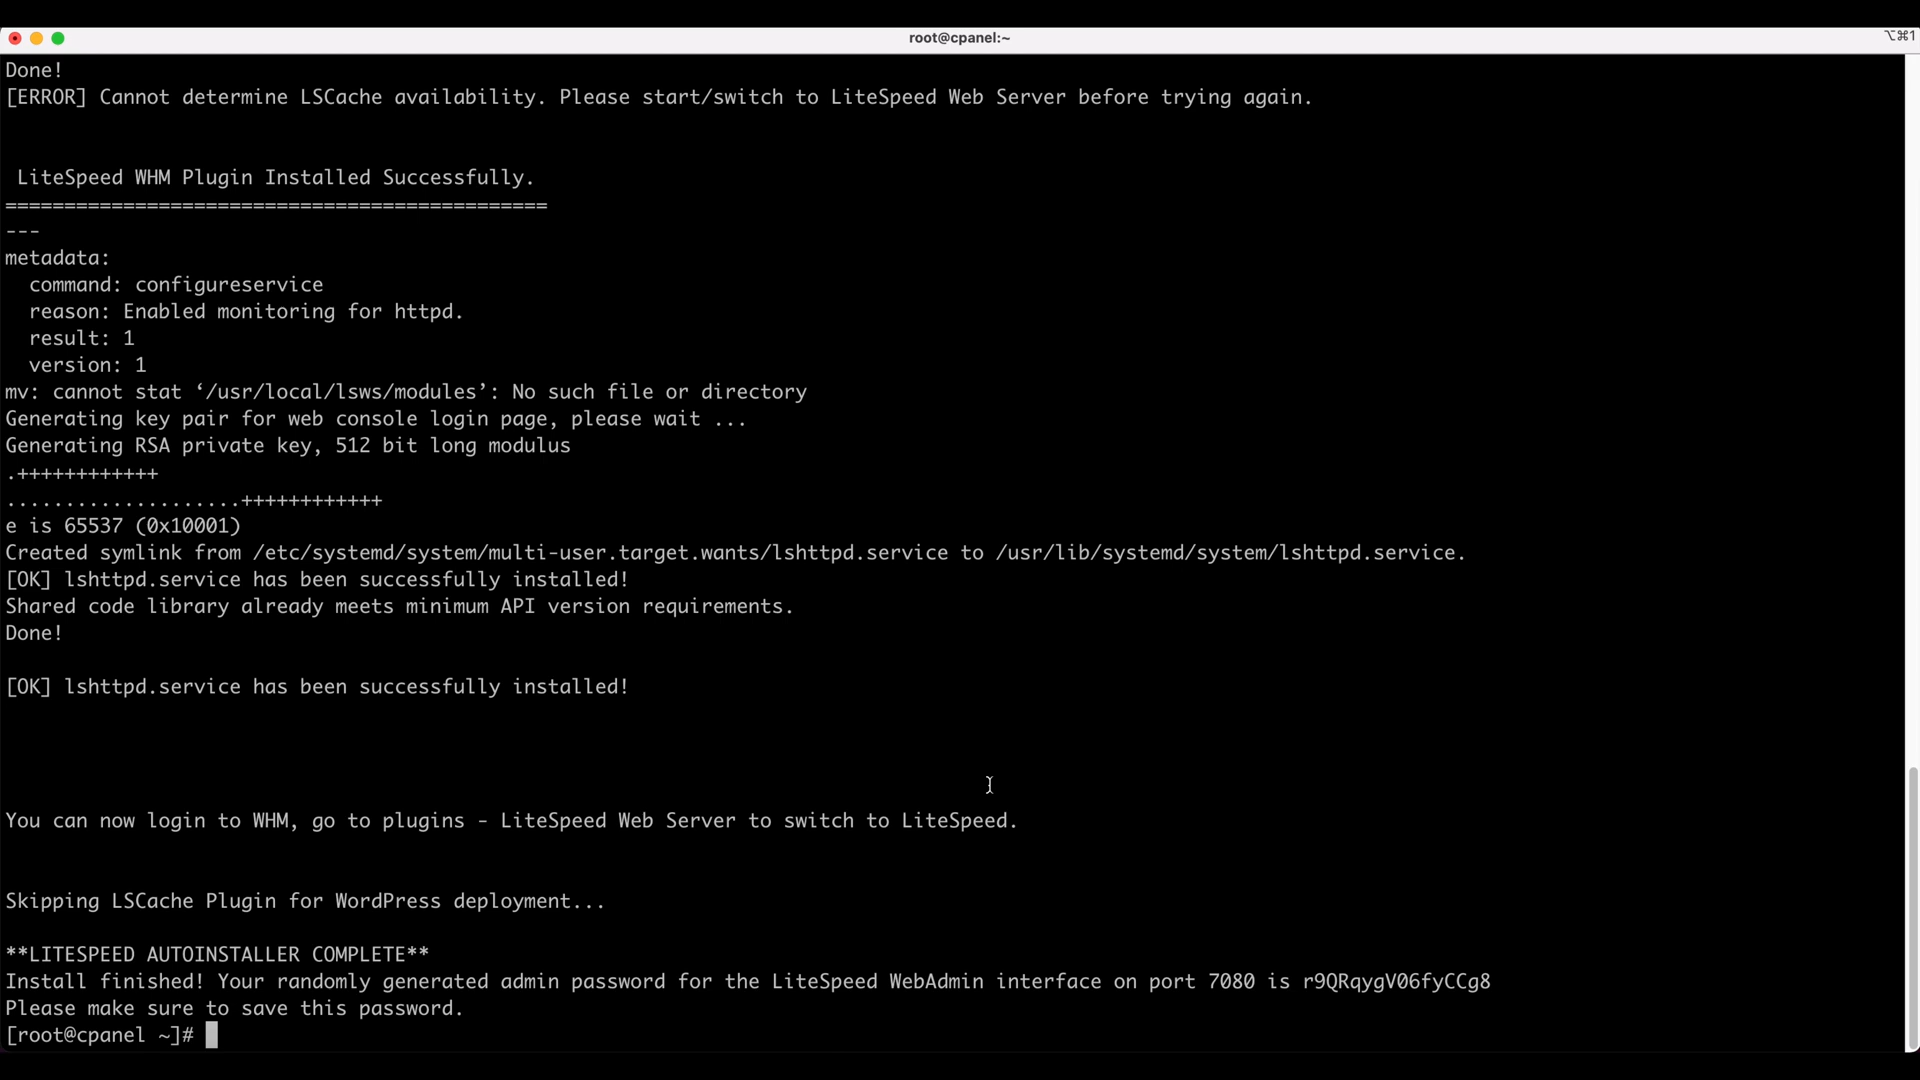 root@cpanel:~
⌥⌘1
Done!
[ERROR] Cannot determine LSCache availability. Please start/switch to LiteSpeed Web Server before trying again.
LiteSpeed WHM Plugin Installed Successfully.
==============================================
---
metadata:
  command: configureservice
  reason: Enabled monitoring for httpd.
  result: 1
  version: 1
mv: cannot stat ‘/usr/local/lsws/modules’: No such file or directory
Generating key pair for web console login page, please wait ...
Generating RSA private key, 512 bit long modulus
.++++++++++++
....................++++++++++++
e is 65537 (0x10001)
Created symlink from /etc/systemd/system/multi-user.target.wants/lshttpd.service to /usr/lib/systemd/system/lshttpd.service.
[OK] lshttpd.service has been successfully installed!
Shared code library already meets minimum API version requirements.
Done!
[OK] lshttpd.service has been successfully installed!
You can now login to WHM, go to plugins - LiteSpeed Web Server to switch to LiteSpeed.
Skipping LSCache Plugin for WordPress deployment...
**LITESPEED AUTOINSTALLER COMPLETE**
Install finished! Your randomly generated admin password for the LiteSpeed WebAdmin interface on port 7080 is r9QRqygV06fyCCg8
Please make sure to save this password.
[root@cpanel ~]#